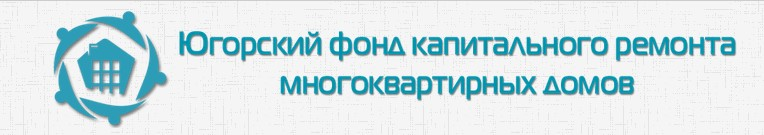 Югорский фонд капитального ремонта
многоквартирных домов